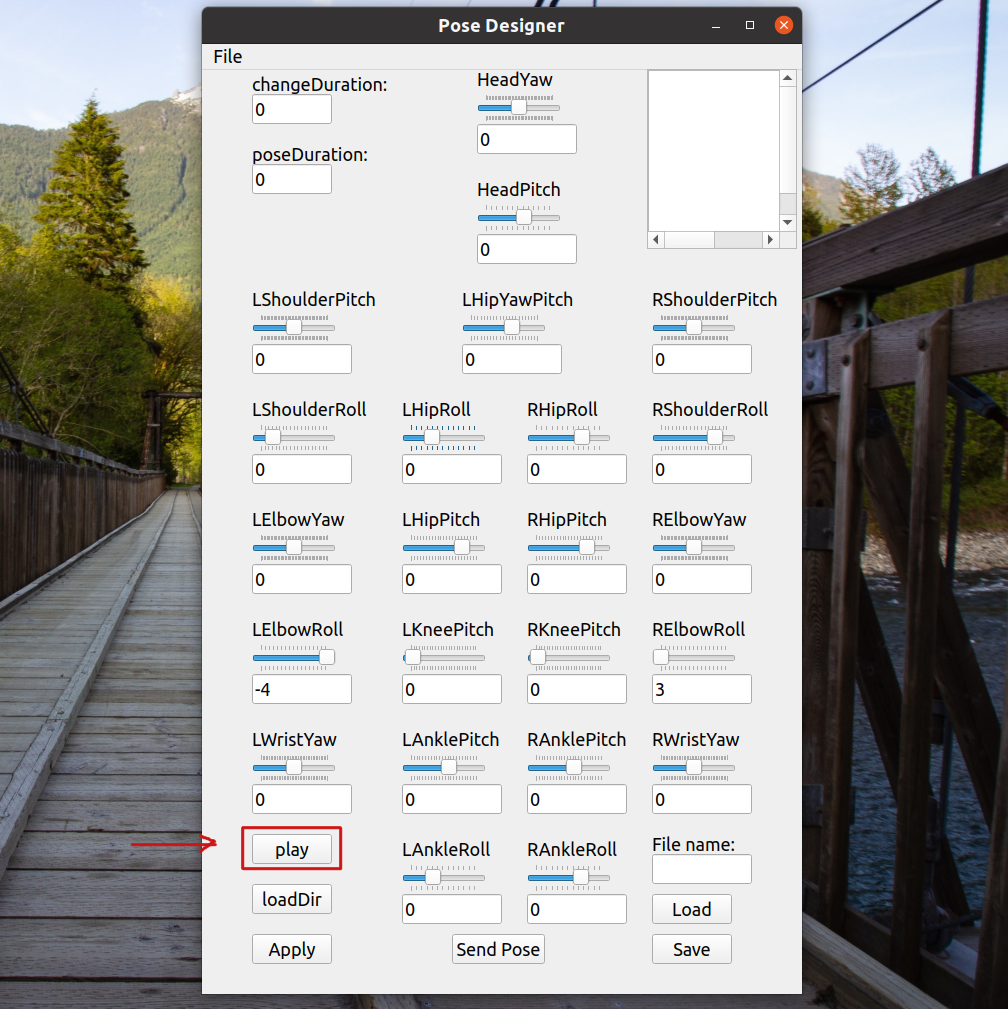 Pose Designer
File
changeDuration:
0
poseDuration:
0
HeadYaw
0
HeadPitch
0
LShoulderPitch
0
LHipYawPitch
0
RShoulderPitch
0
LShoulderRoll
0
LHipRoll
0
RHipRoll
0
RShoulderRoll
0
LElbowYaw
0
LHipPitch
0
RHipPitch
0
RElbowYaw
0
LElbowRoll
-4
LKneePitch
0
RKneePitch
0
RElbowRoll
3
LWristYaw
0
LAnklePitch
0
RAnklePitch
0
RWristYaw
0
play
loadDir
Apply
LAnkleRoll
0
RAnkleRoll
0
Send Pose
File name:
Load
Save